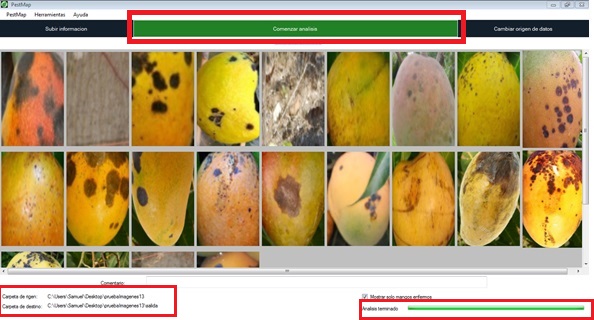 PestMap
PestMap Herramientas Ayuda
Subir informacion Comenzar analisis Cambiar origen de datos
Comentario:
Carpeta de rigen: C:\Users\Samuel\Desktop\pruebaImagenes13
Carpeta de destino: C:\Users\Samuel\Desktop\pruebaImagenes13\salida
Mostrar solo mangos enfermos
Analisis terminado